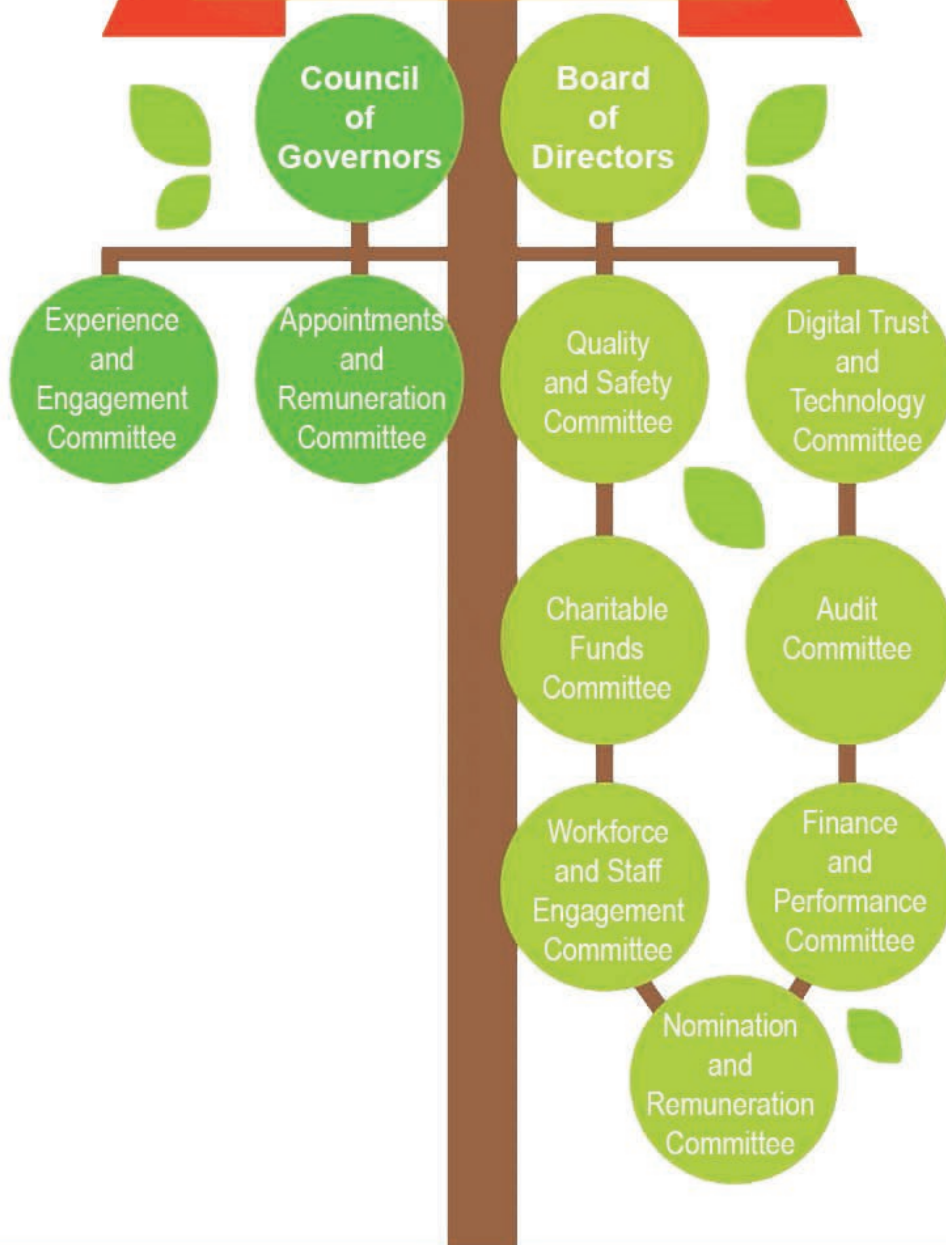 Council
of
Governors
Board
of
Directors
Experience
and
Engagement
Committee
Appointments
and
Remuneration
Committee
Quality
and Safety
Committee
Digital Trust
and
Technology
Committee
Charitable
Funds
Committee
Audit
Committee
Workforce
and Staff
Engagement
Committee
Finance
and
Performance
Committee
Nomination
and
Remuneration
Committee